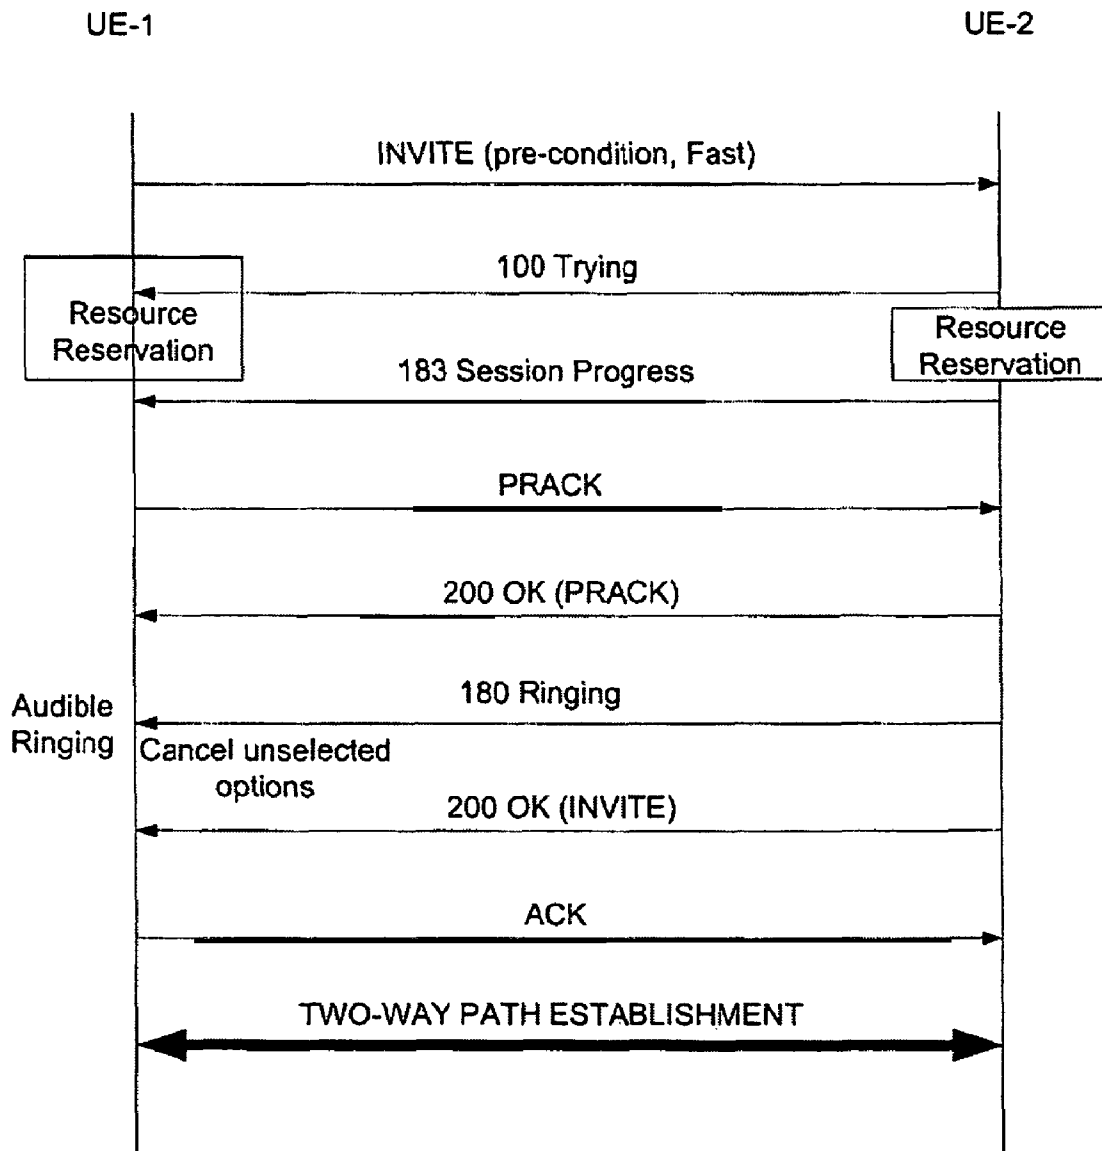 UE-1
UE-2
INVITE (pre-condition, Fast)
100 Trying
Resource
Reservation
Resource
Reservation
183 Session Progress
PRACK
200 OK (PRACK)
180 Ringing
Audible
Ringing
Cancel unselected
options
200 OK (INVITE)
ACK
TWO-WAY PATH ESTABLISHMENT